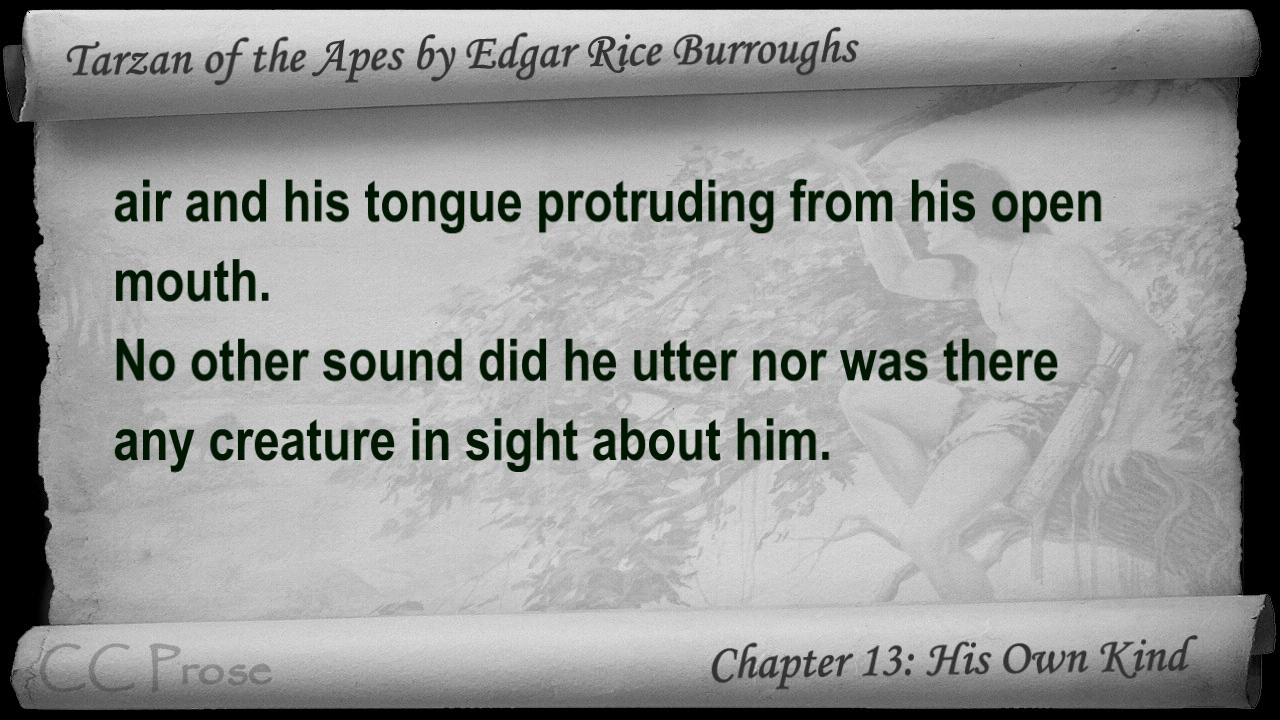 Tarzan of the Apes by Edgar Rice Burroughs
air and his tongue protruding from his open
mouth.
No other sound did he utter nor was there
any creature in sight about him.
CC Prose
Chapter 13: His Own Kind